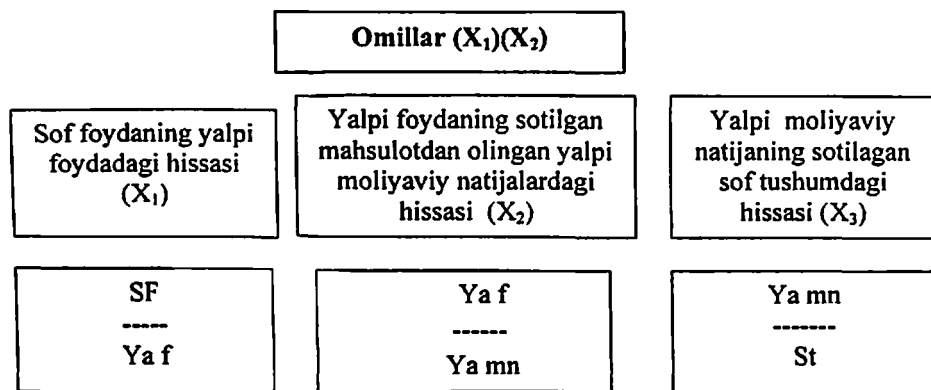 Omillar (X₁)(X₂)
Sof foydaning yalpi
foydadagi hissasi
(X₁)
Yalpi foydaning sotilgan
mahsulotdan olingan yalpi
moliyaviy natijalardagi
hissasi (X₂)
Yalpi moliyaviy
natijaning sotilagan
sof tushumdagi
hissasi (X₃)
SF
-----
Ya f
Ya f
------
Ya mn
Ya mn
-------
St